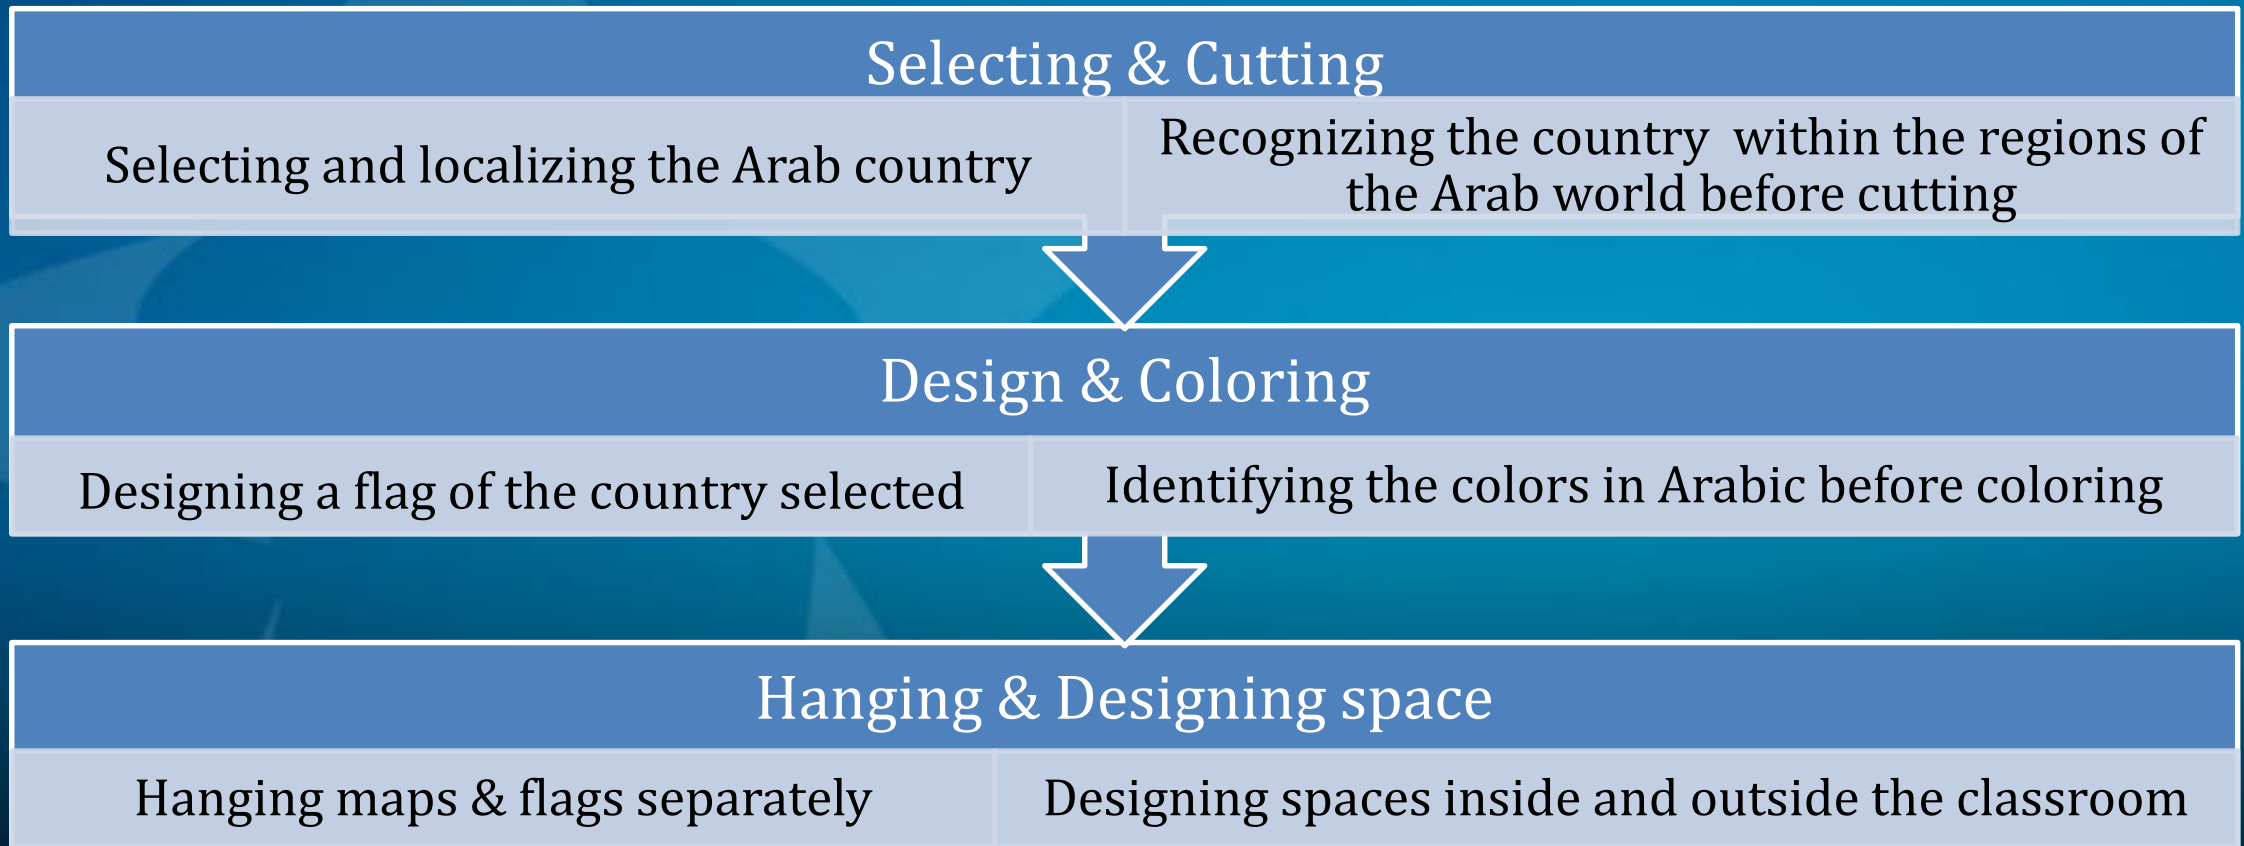 Selecting & Cutting
Selecting and localizing the Arab country
Recognizing the country  within the regions of
the Arab world before cutting
Design & Coloring
Designing a flag of the country selected
Identifying the colors in Arabic before coloring
Hanging & Designing space
Hanging maps & flags separately
Designing spaces inside and outside the classroom